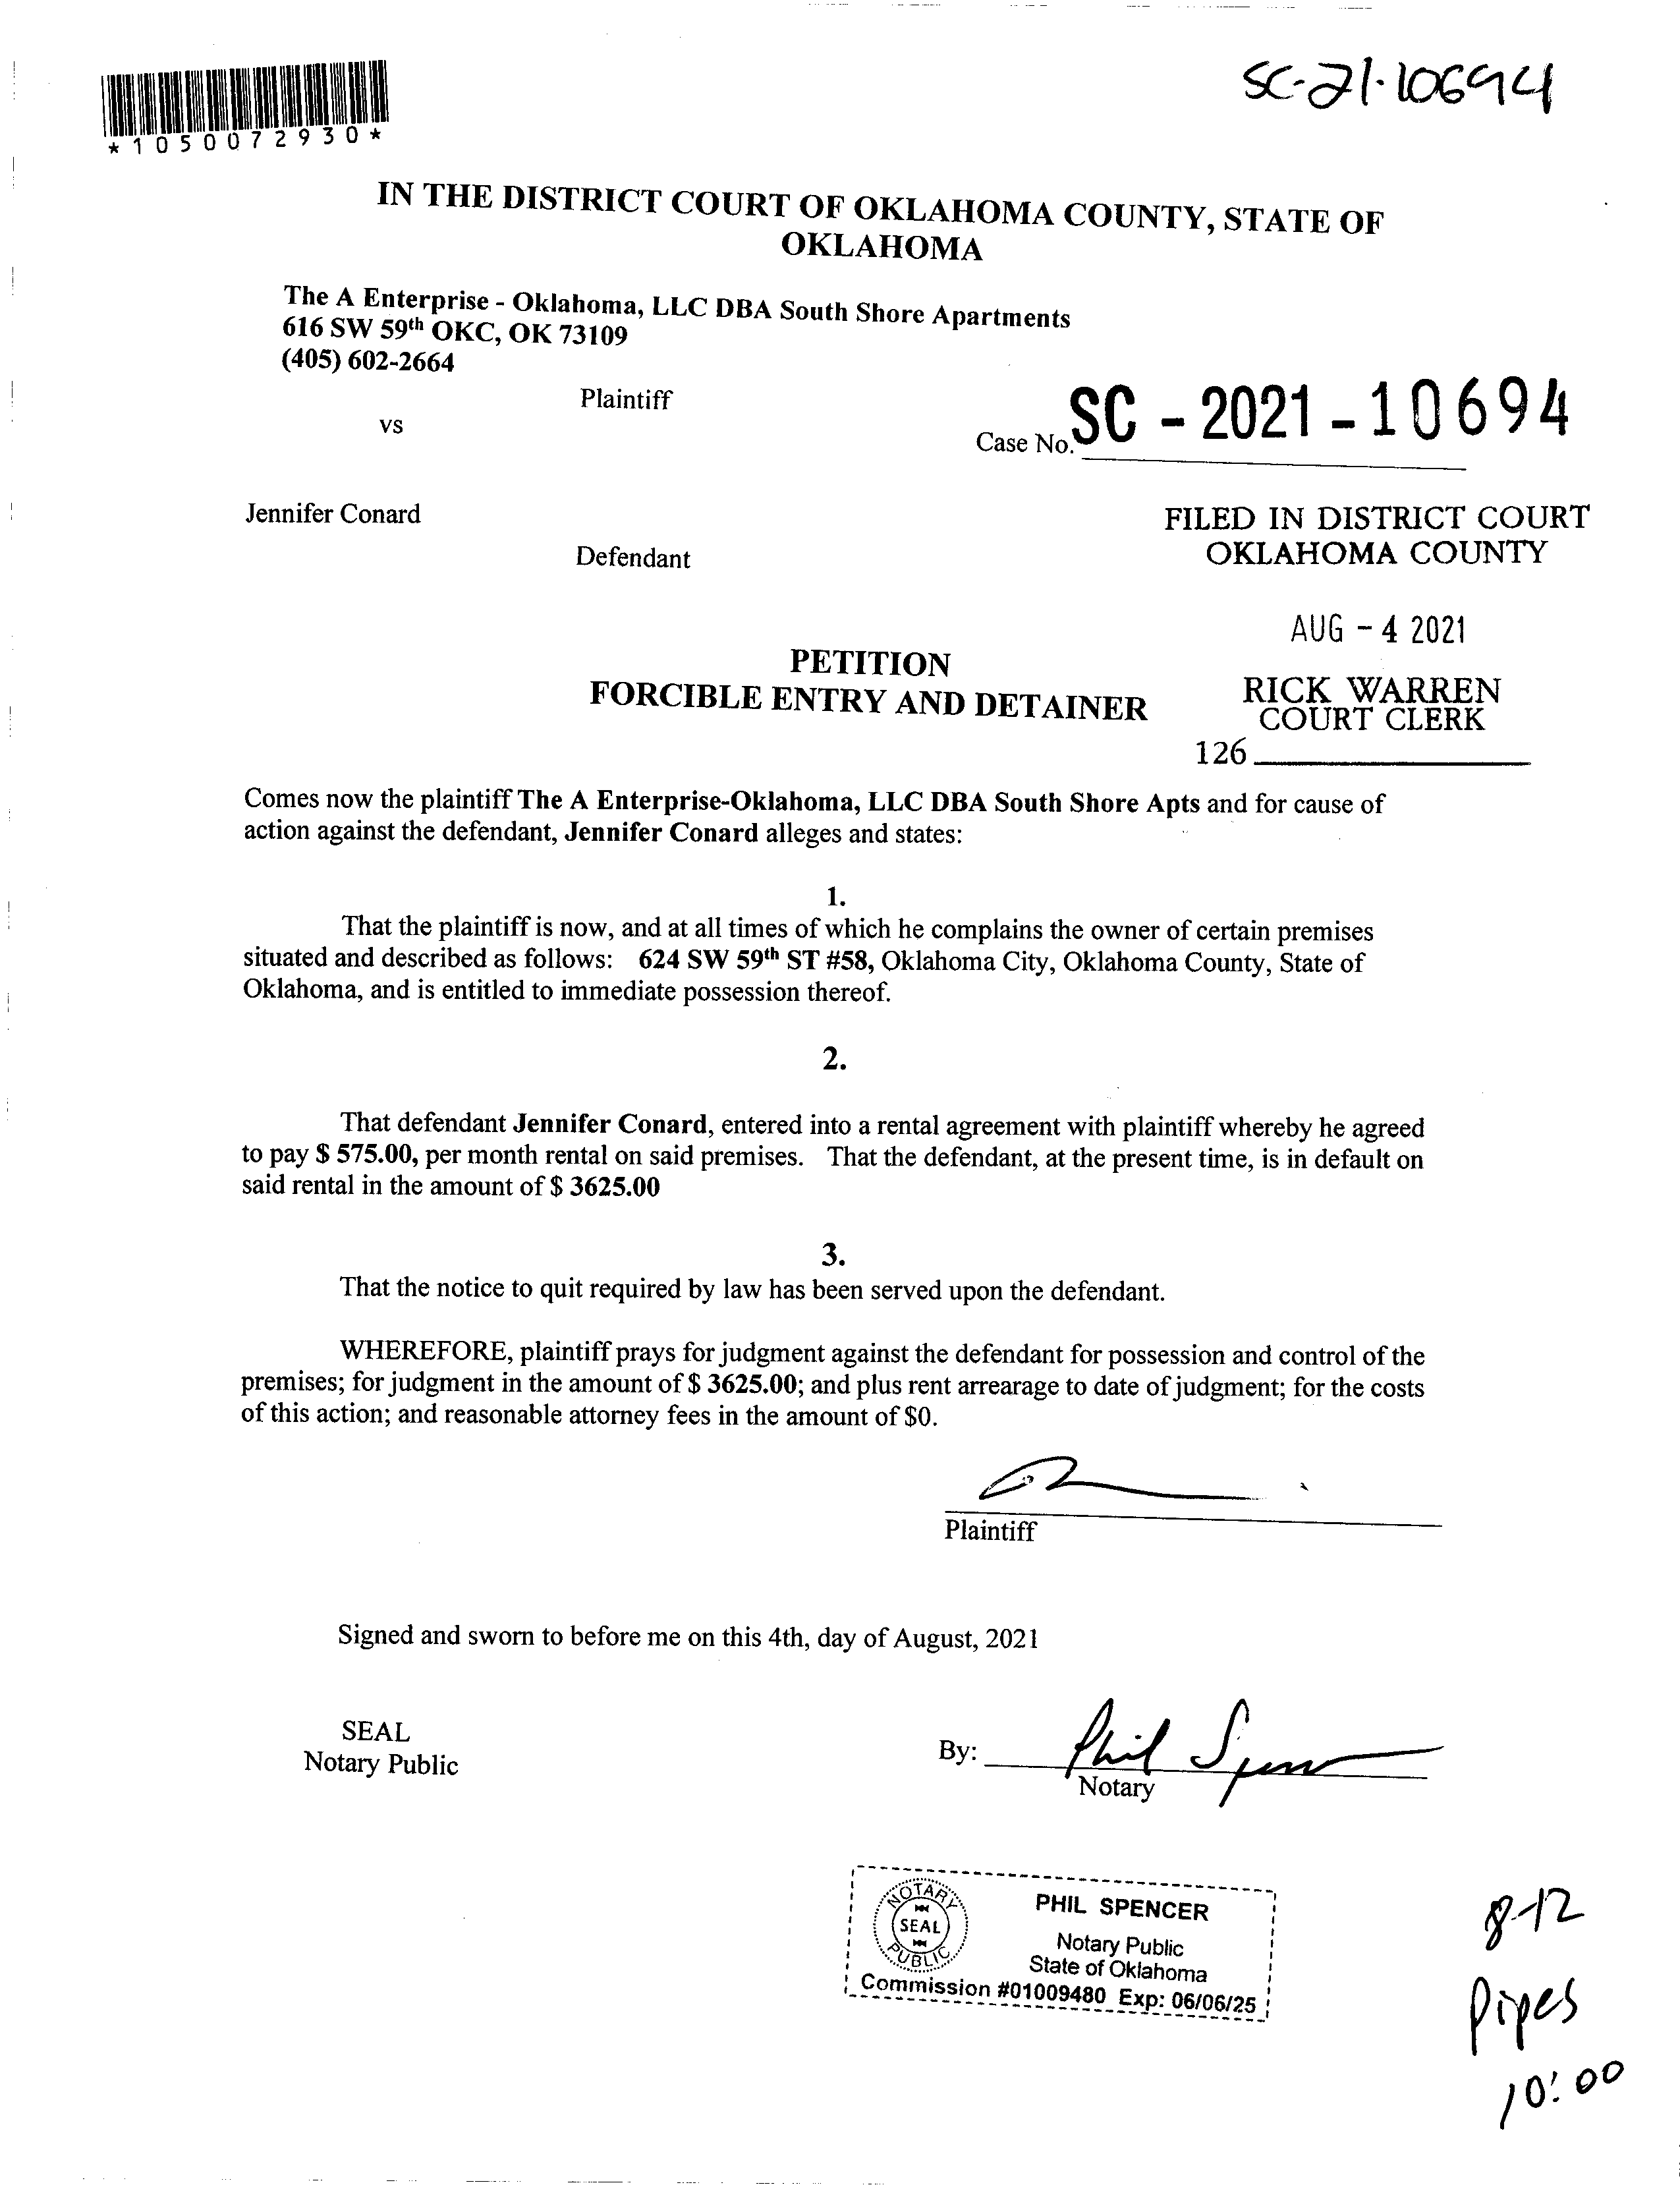 SC-21-10694
*1050072930*
IN THE DISTRICT COURT OF OKLAHOMA COUNTY, STATE OF
OKLAHOMA
The A Enterprise - Oklahoma, LLC DBA South Shore Apartments
616 SW 59th OKC, OK 73109
(405) 602-2664
Plaintiff
vs
Case No. SC - 2021 - 10694
Jennifer Conard
Defendant
FILED IN DISTRICT COURT
OKLAHOMA COUNTY
AUG - 4 2021
RICK WARREN
COURT CLERK
126
PETITION
FORCIBLE ENTRY AND DETAINER
Comes now the plaintiff The A Enterprise-Oklahoma, LLC DBA South Shore Apts and for cause of
action against the defendant, Jennifer Conard alleges and states:
1.
That the plaintiff is now, and at all times of which he complains the owner of certain premises
situated and described as follows: 624 SW 59th ST #58, Oklahoma City, Oklahoma County, State of
Oklahoma, and is entitled to immediate possession thereof.
2.
That defendant Jennifer Conard, entered into a rental agreement with plaintiff whereby he agreed
to pay $ 575.00, per month rental on said premises. That the defendant, at the present time, is in default on
said rental in the amount of $ 3625.00
3.
That the notice to quit required by law has been served upon the defendant.
WHEREFORE, plaintiff prays for judgment against the defendant for possession and control of the
premises; for judgment in the amount of $ 3625.00; and plus rent arrearage to date of judgment; for the costs
of this action; and reasonable attorney fees in the amount of $0.
Plaintiff
Signed and sworn to before me on this 4th, day of August, 2021
SEAL
Notary Public
By: Phil Spencer
Notary
NOTARY
SEAL
PUBLIC
PHIL SPENCER
Notary Public
State of Oklahoma
Commission #01009480 Exp: 06/06/25
8-12
Pipes
10:00